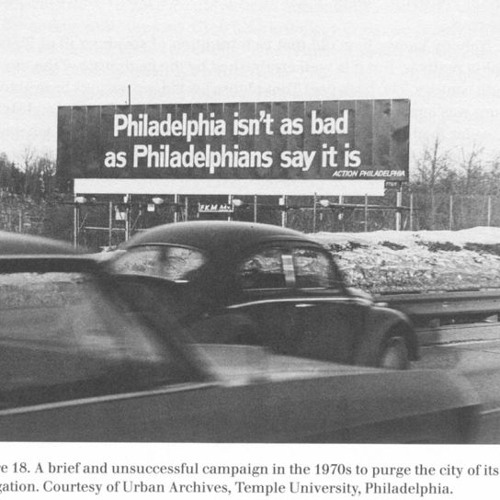 Philadelphia isn't as bad
as Philadelphians say it is
ACTION PHILADELPHIA
e 18. A brief and unsuccessful campaign in the 1970s to purge the city of its
gation. Courtesy of Urban Archives, Temple University, Philadelphia.